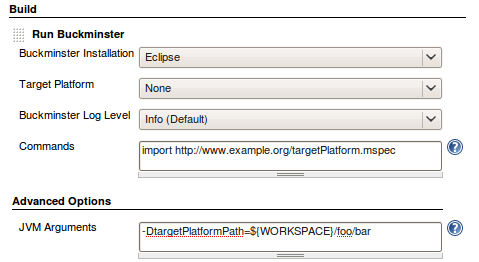 Build
Run Buckminster
Buckminster Installation Eclipse
Target Platform None
Buckminster Log Level Info (Default)
Commands import http://www.example.org/targetPlatform.mspec
Advanced Options
JVM Arguments -DtargetPlatformPath=${WORKSPACE}/foo/bar